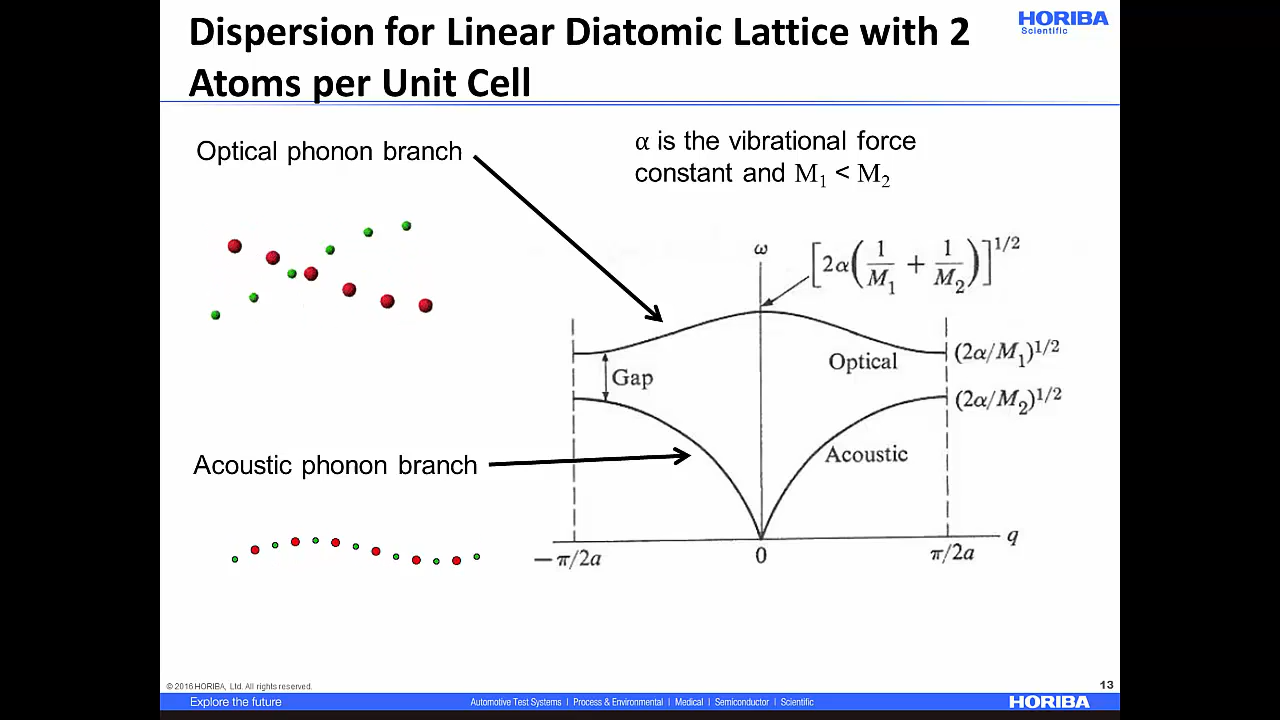 Dispersion for Linear Diatomic Lattice with 2
Atoms per Unit Cell
HORIBA
Scientific
Optical phonon branch
α is the vibrational force
constant and M₁ < M₂
ω
[2α(1/M₁ + 1/M₂)]^1/2
Optical
(2α/M₁)^1/2
Gap
(2α/M₂)^1/2
Acoustic phonon branch
Acoustic
−π/2a
0
π/2a
q
© 2016 HORIBA, Ltd. All rights reserved.
13
Explore the future
Automotive Test Systems | Process & Environmental | Medical | Semiconductor | Scientific
HORIBA